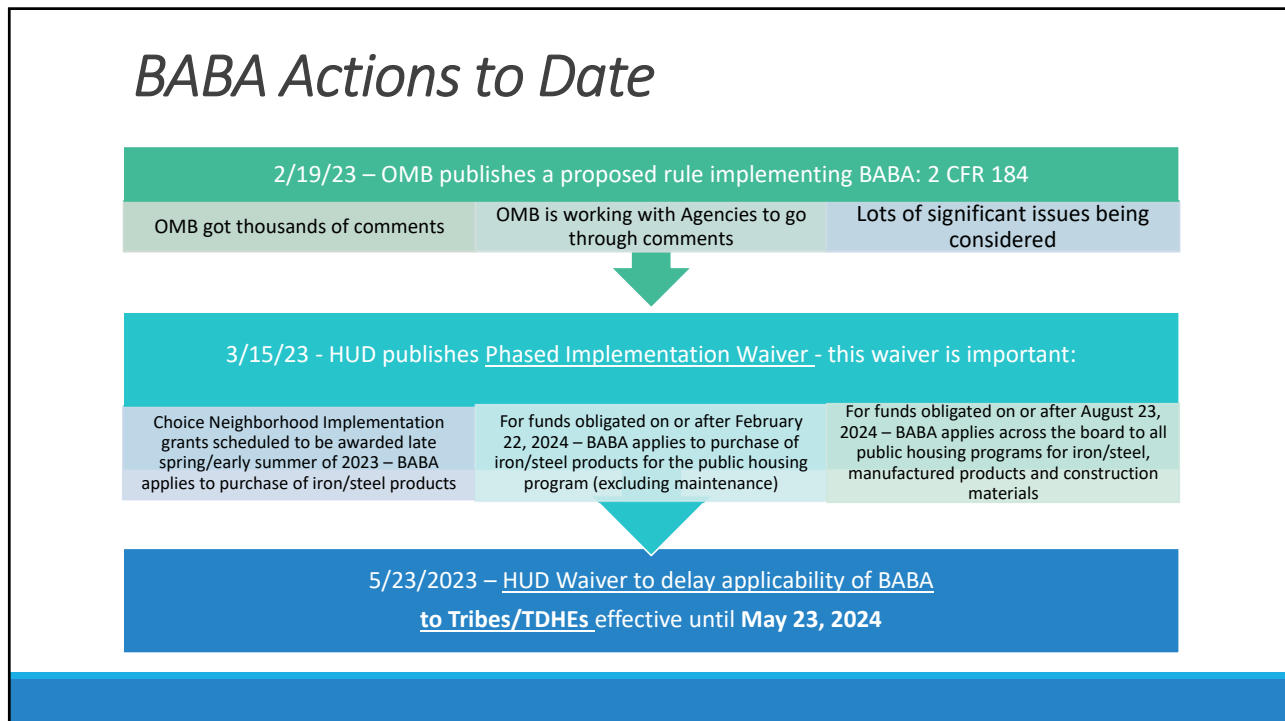 BABA Actions to Date
2/19/23 – OMB publishes a proposed rule implementing BABA: 2 CFR 184
OMB got thousands of comments
OMB is working with Agencies to go
through comments
Lots of significant issues being
considered
3/15/23 - HUD publishes Phased Implementation Waiver - this waiver is important:
Choice Neighborhood Implementation
grants scheduled to be awarded late
spring/early summer of 2023 – BABA
applies to purchase of iron/steel products
For funds obligated on or after February
22, 2024 – BABA applies to purchase of
iron/steel products for the public housing
program (excluding maintenance)
For funds obligated on or after August 23,
2024 – BABA applies across the board to all
public housing programs for iron/steel,
manufactured products and construction
materials
5/23/2023 – HUD Waiver to delay applicability of BABA
to Tribes/TDHEs effective until May 23, 2024